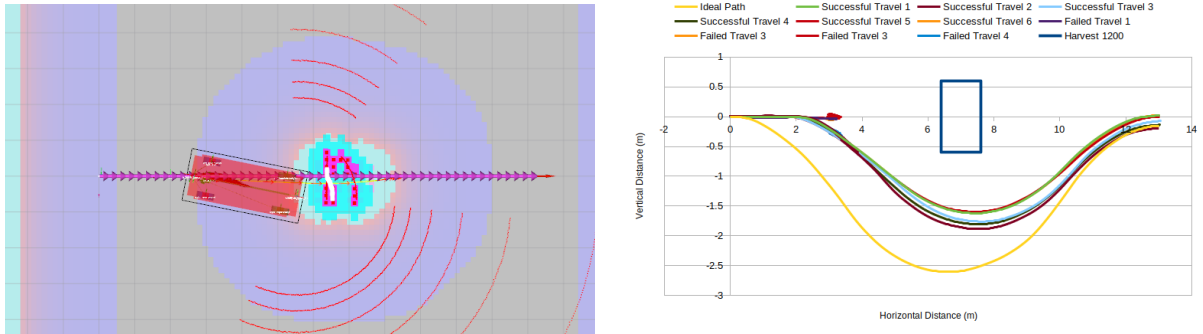 Ideal Path Successful Travel 1 Successful Travel 2 Successful Travel 3
Successful Travel 4 Successful Travel 5 Successful Travel 6 Failed Travel 1
Failed Travel 3 Failed Travel 3 Failed Travel 4 Harvest 1200
1
0.5
0
-0.5
-1
-1.5
-2
-2.5
-3
-2 0 2 4 6 8 10 12 14
Vertical Distance (m)
Horizontal Distance (m)